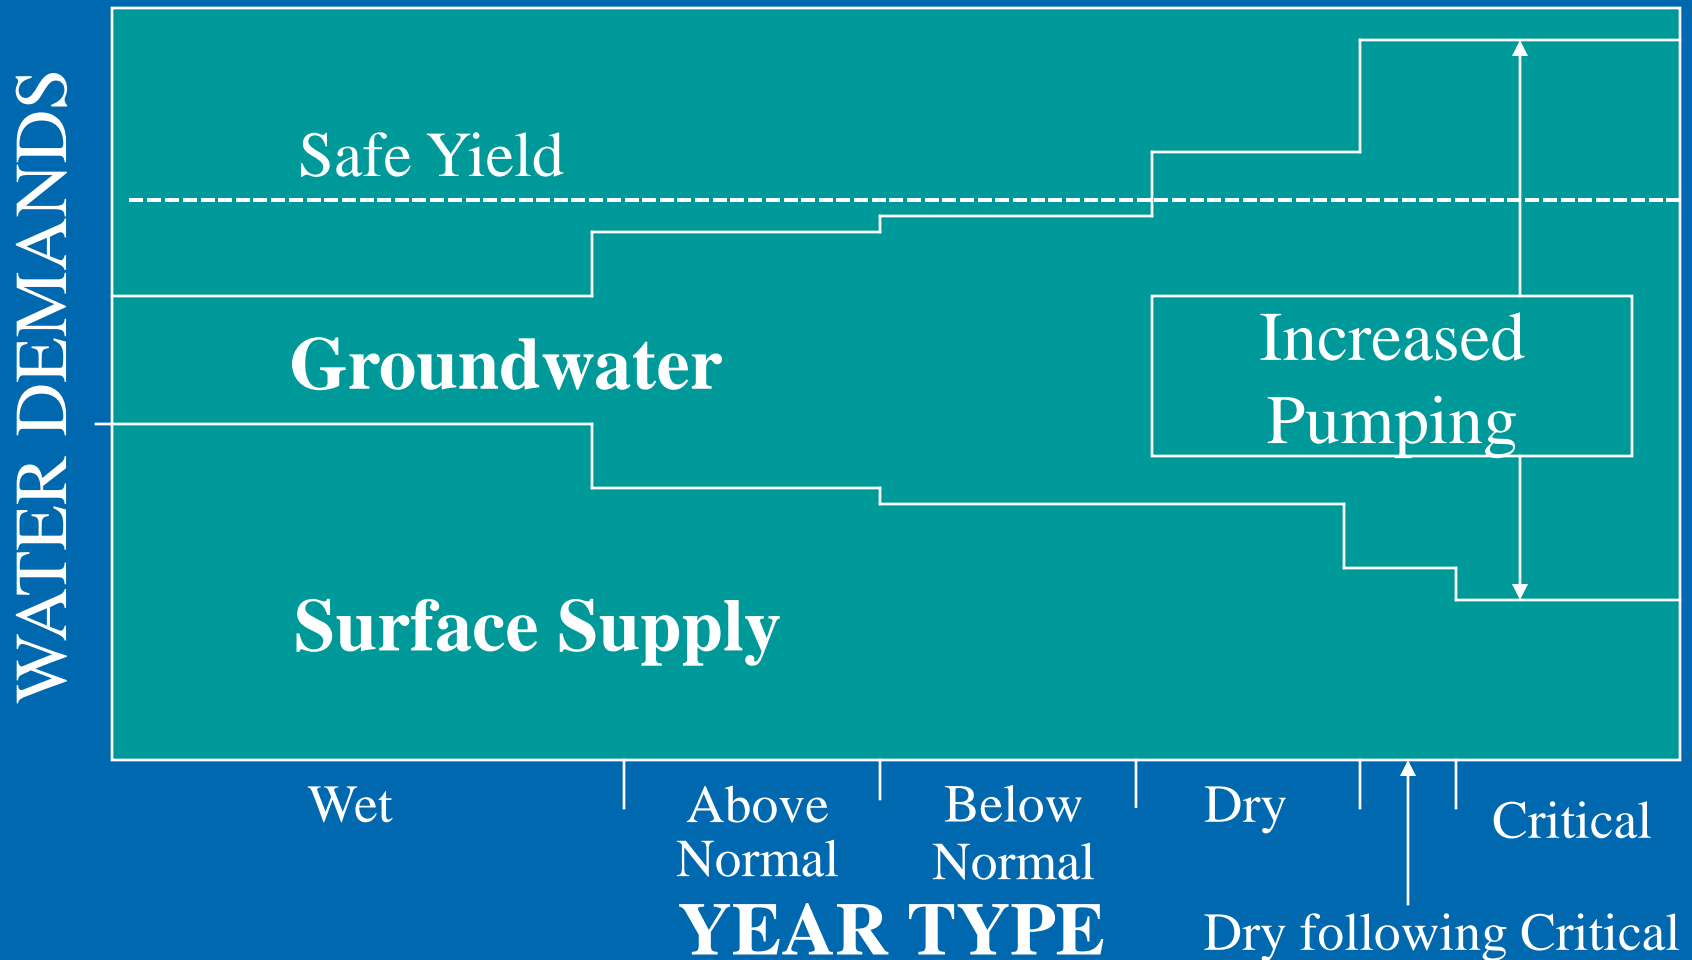 WATER DEMANDS
Safe Yield
Groundwater
Increased
Pumping
Surface Supply
Wet
Above
Normal
Below
Normal
Dry
Critical
YEAR TYPE
Dry following Critical